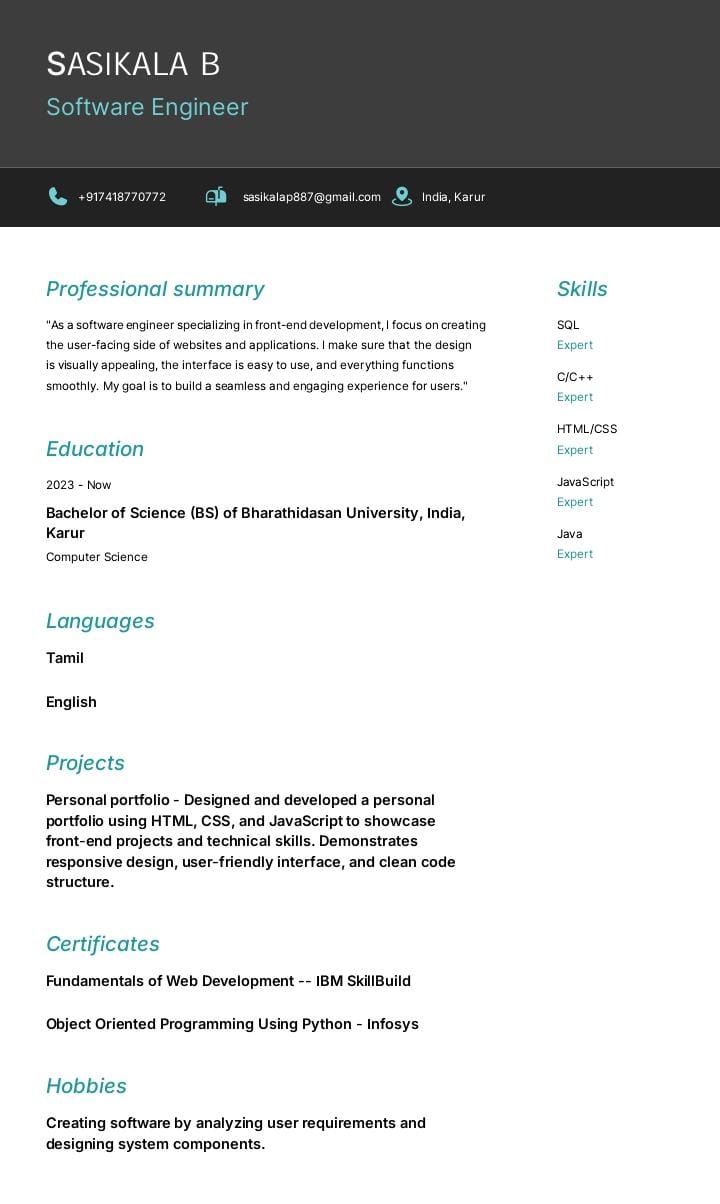 SASIKALA B
Software Engineer
+917418770772
sasikalap887@gmail.com
India, Karur
Professional summary
"As a software engineer specializing in front-end development, I focus on creating
the user-facing side of websites and applications. I make sure that the design
is visually appealing, the interface is easy to use, and everything functions
smoothly. My goal is to build a seamless and engaging experience for users."
Education
2023 - Now
Bachelor of Science (BS) of Bharathidasan University, India,
Karur
Computer Science
Languages
Tamil
English
Projects
Personal portfolio - Designed and developed a personal
portfolio using HTML, CSS, and JavaScript to showcase
front-end projects and technical skills. Demonstrates
responsive design, user-friendly interface, and clean code
structure.
Certificates
Fundamentals of Web Development -- IBM SkillBuild
Object Oriented Programming Using Python - Infosys
Hobbies
Creating software by analyzing user requirements and
designing system components.
Skills
SQL
Expert
C/C++
Expert
HTML/CSS
Expert
JavaScript
Expert
Java
Expert